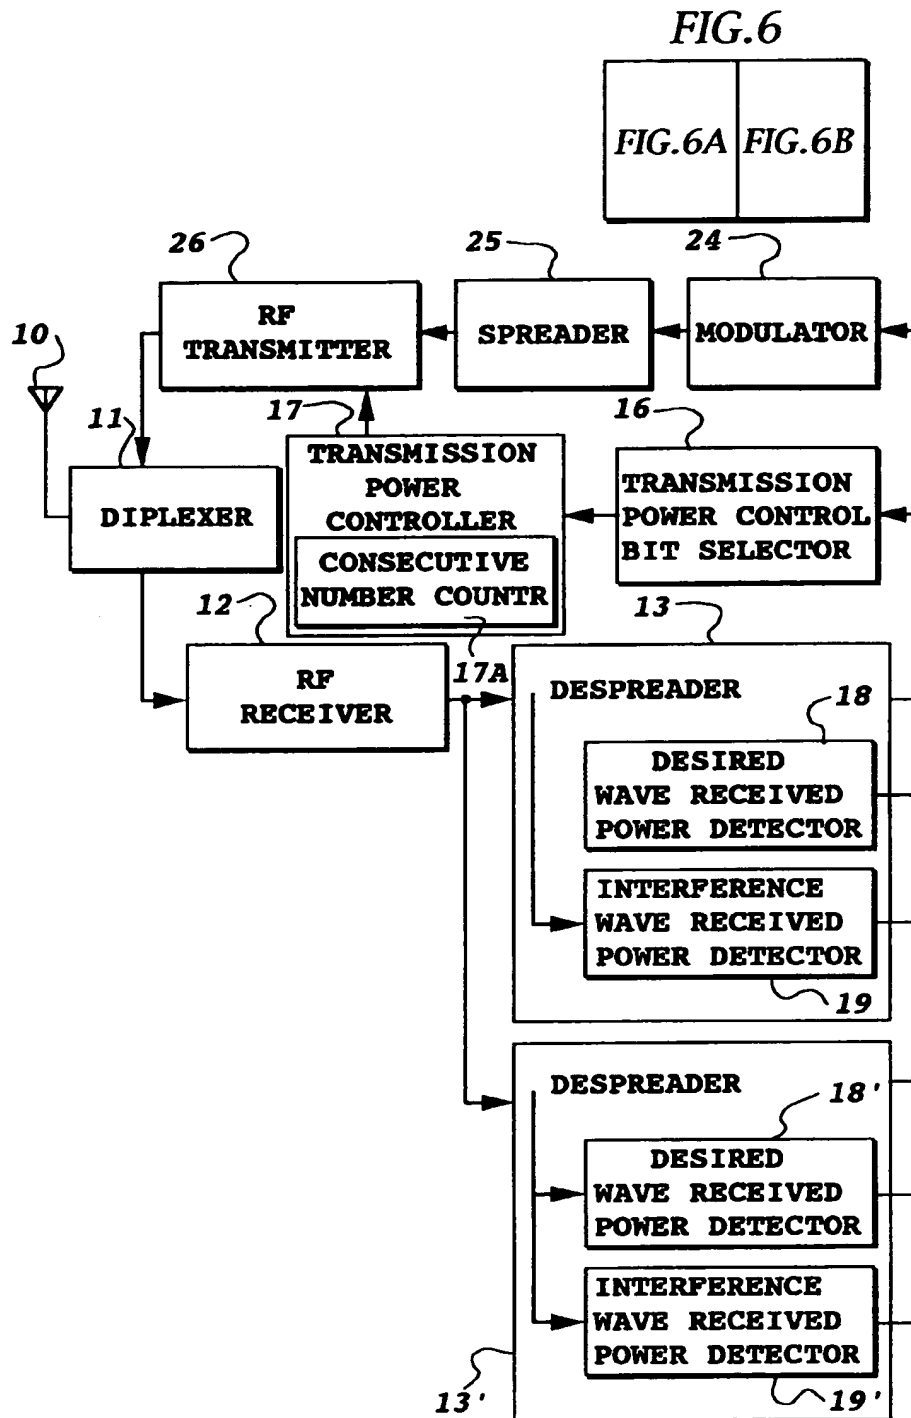 FIG.6
FIG.6A FIG.6B
26 25 24
RF
TRANSMITTER
SPREADER
MODULATOR
10
11
DIPLEXER
17
TRANSMISSION
POWER
CONTROLLER
CONSECUTIVE
NUMBER COUNTR
17A
16
TRANSMISSION
POWER CONTROL
BIT SELECTOR
12
RF
RECEIVER
13
DESPREADER
18
DESIRED
WAVE RECEIVED
POWER DETECTOR
INTERFERENCE
WAVE RECEIVED
POWER DETECTOR
19
DESPREADER
18'
DESIRED
WAVE RECEIVED
POWER DETECTOR
INTERFERENCE
WAVE RECEIVED
POWER DETECTOR
13'
19'